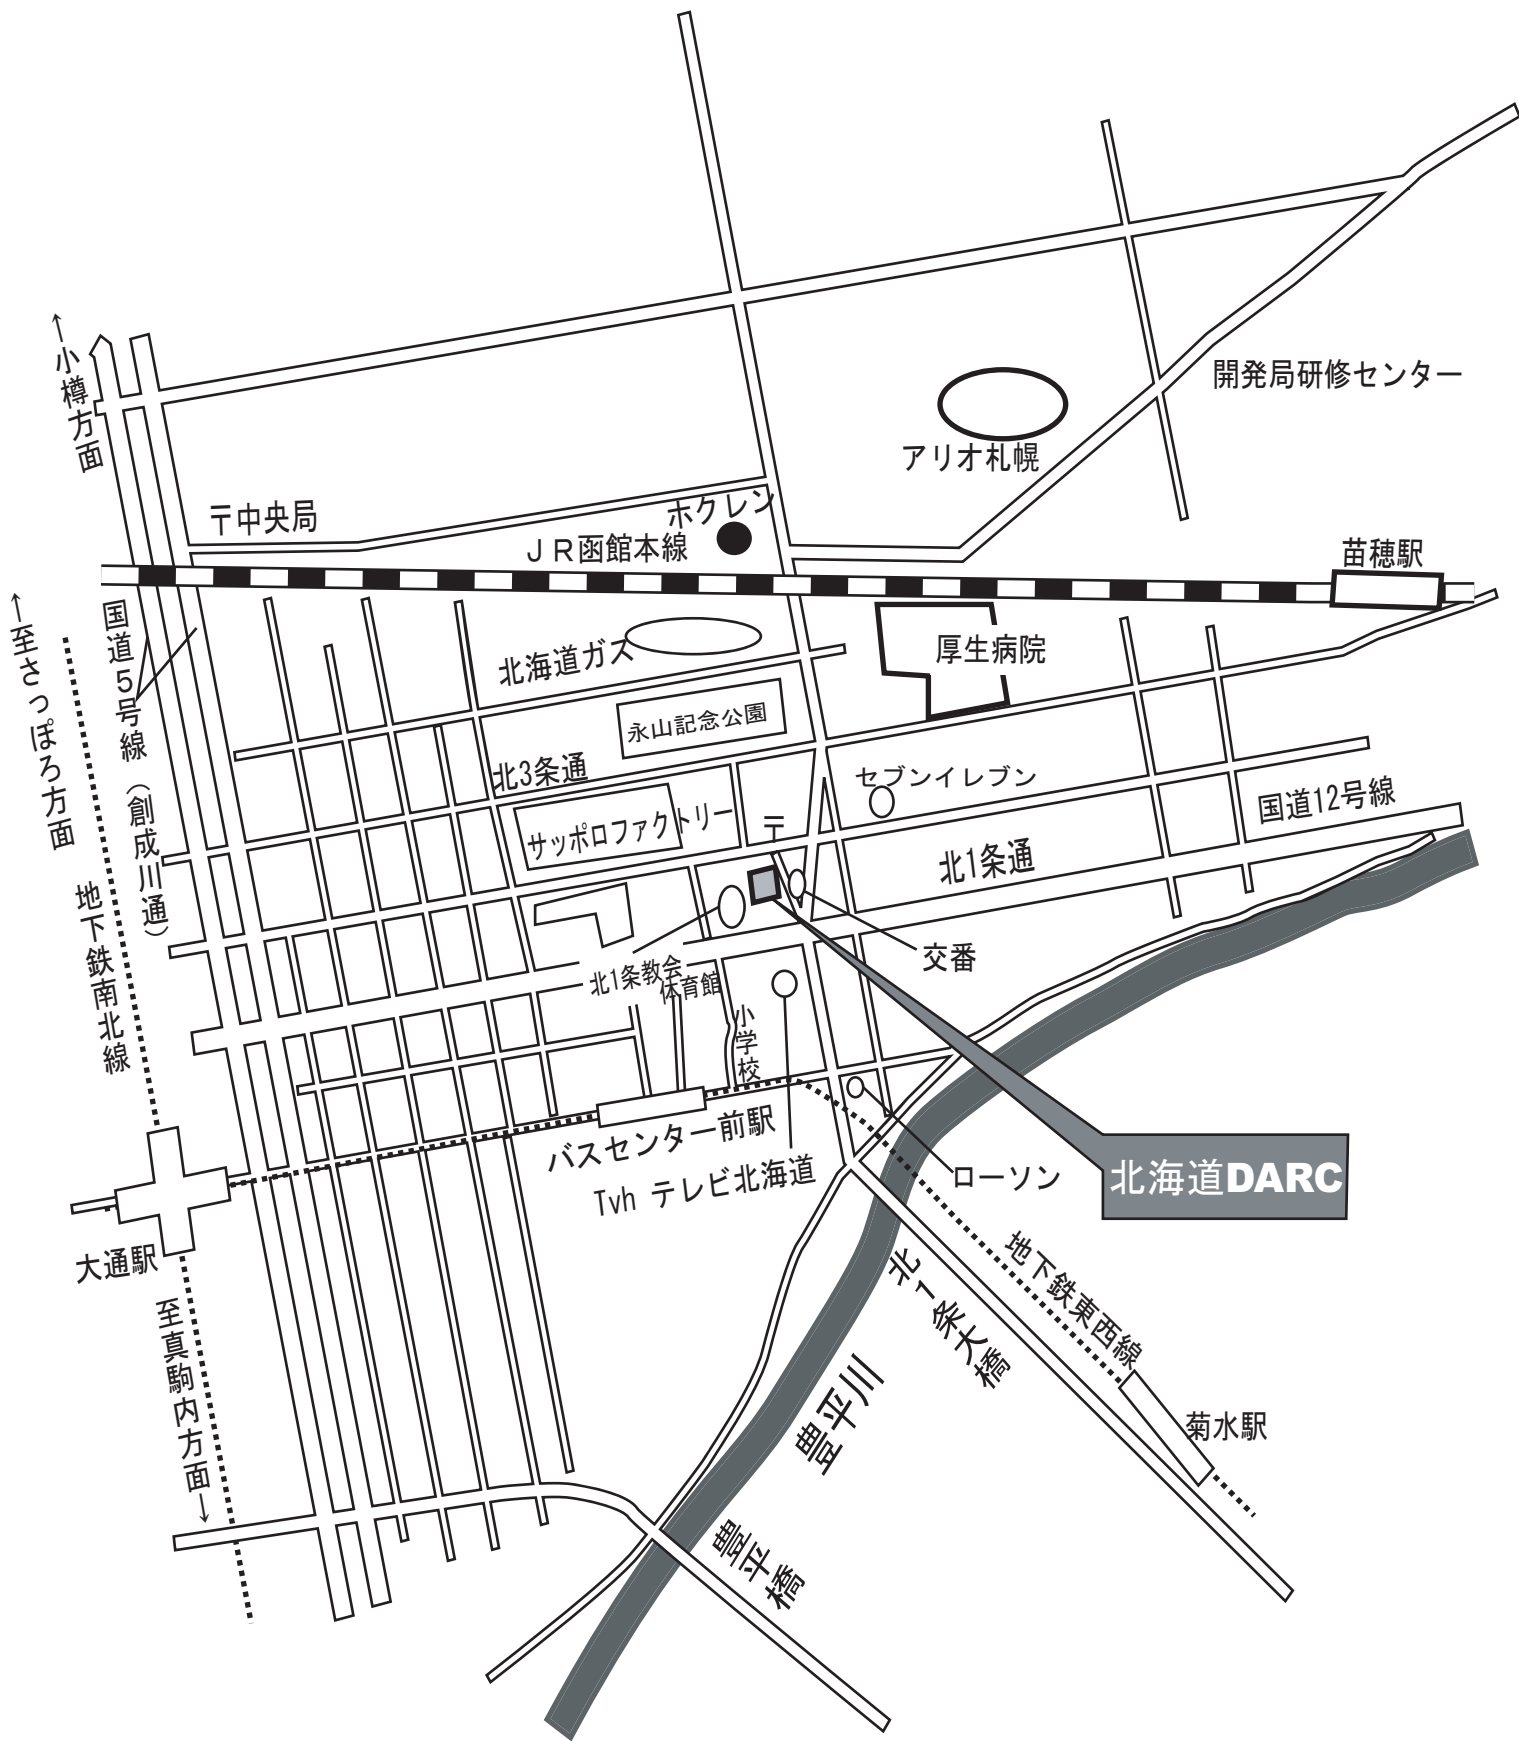 ←小樽方面
開発局研修センター
アリオ札幌
〒中央局
ホクレン
ＪＲ函館本線
苗穂駅
←至さっぽろ方面
国道5号線（創成川通）
北海道ガス
厚生病院
永山記念公園
北3条通
セブンイレブン
国道12号線
サッポロファクトリー
〒
北1条通
地下鉄南北線
交番
北1条教会
体育館
小学校
バスセンター前駅
Tvh テレビ北海道
ローソン
北海道DARC
大通駅
至真駒内方面→
北1条大橋
地下鉄東西線
豊平川
菊水駅
豊平橋